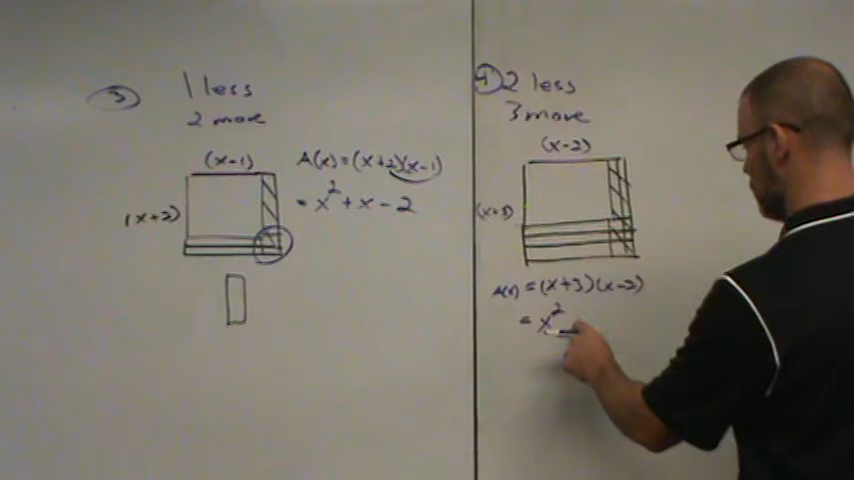 3 1 less
2 more
(x-1)
(x+2)
A(x) = (x+2)(x-1)
= x² + x - 2
4 2 less
3 more
(x-2)
(x+3)
A(x) = (x+3)(x-2)
= x²